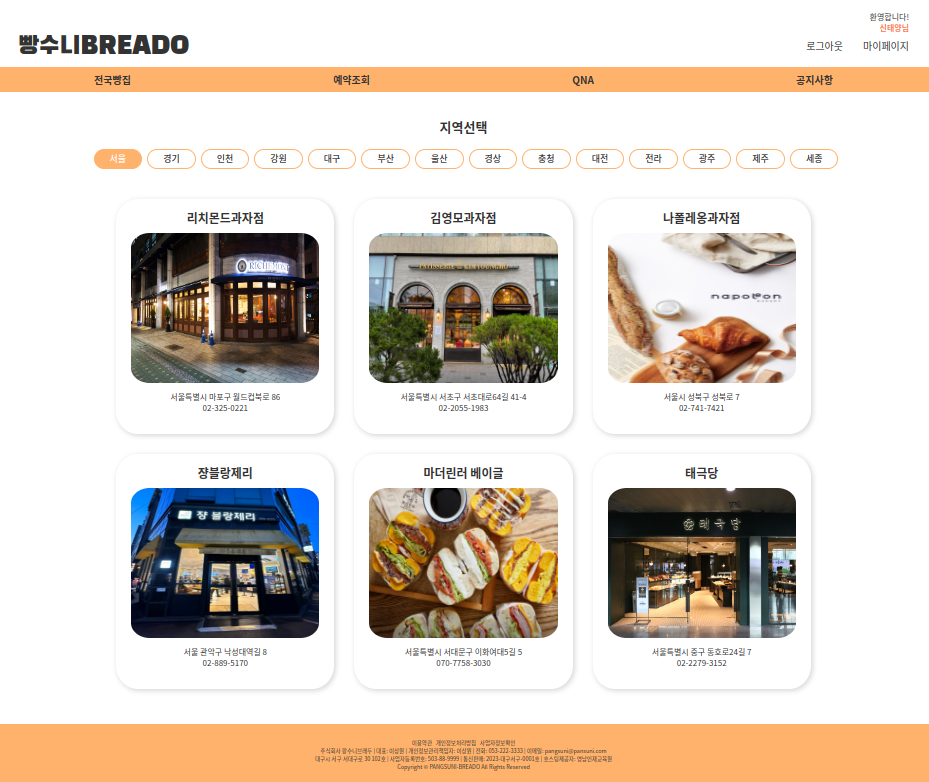 환영합니다!
신태양님
빵수니BREADO
로그아웃 마이페이지
전국빵집 예약조회 QNA 공지사항
지역선택
서울 경기 인천 강원 대구 부산 울산 경상 충청 대전 전라 광주 제주 세종
리치몬드과자점 김영모과자점 나폴레옹과자점
RICHEMONT
PATISSERIE KIM YOUNGMO
napoleon
서울특별시 마포구 월드컵북로 86
02-325-0221
서울특별시 서초구 서초대로64길 41-4
02-2055-1983
서울시 성북구 성북로 7
02-741-7421
쟝블랑제리 마더린러 베이글 태극당
쟝 블랑제리
태극당
서울 관악구 낙성대역길 8
02-889-5170
서울특별시 서대문구 이화여대5길 5
070-7758-3030
서울특별시 중구 동호로24길 7
02-2279-3152
이용약관 개인정보처리방침 사업자정보확인
주식회사 빵수니브레두 | 대표: 이상원 | 개인정보관리책임자: 이상원 | 전화: 053-222-3333 | 이메일: pangsuni@pansuni.com
대구시 서구 서대구로 30 102호 | 사업자등록번호: 503-88-9999 | 통신판매: 2023-대구서구-0001호 | 호스팅제공자: 영남인재교육원
Copyright © PANGSUNI-BREADO All Rights Reserved